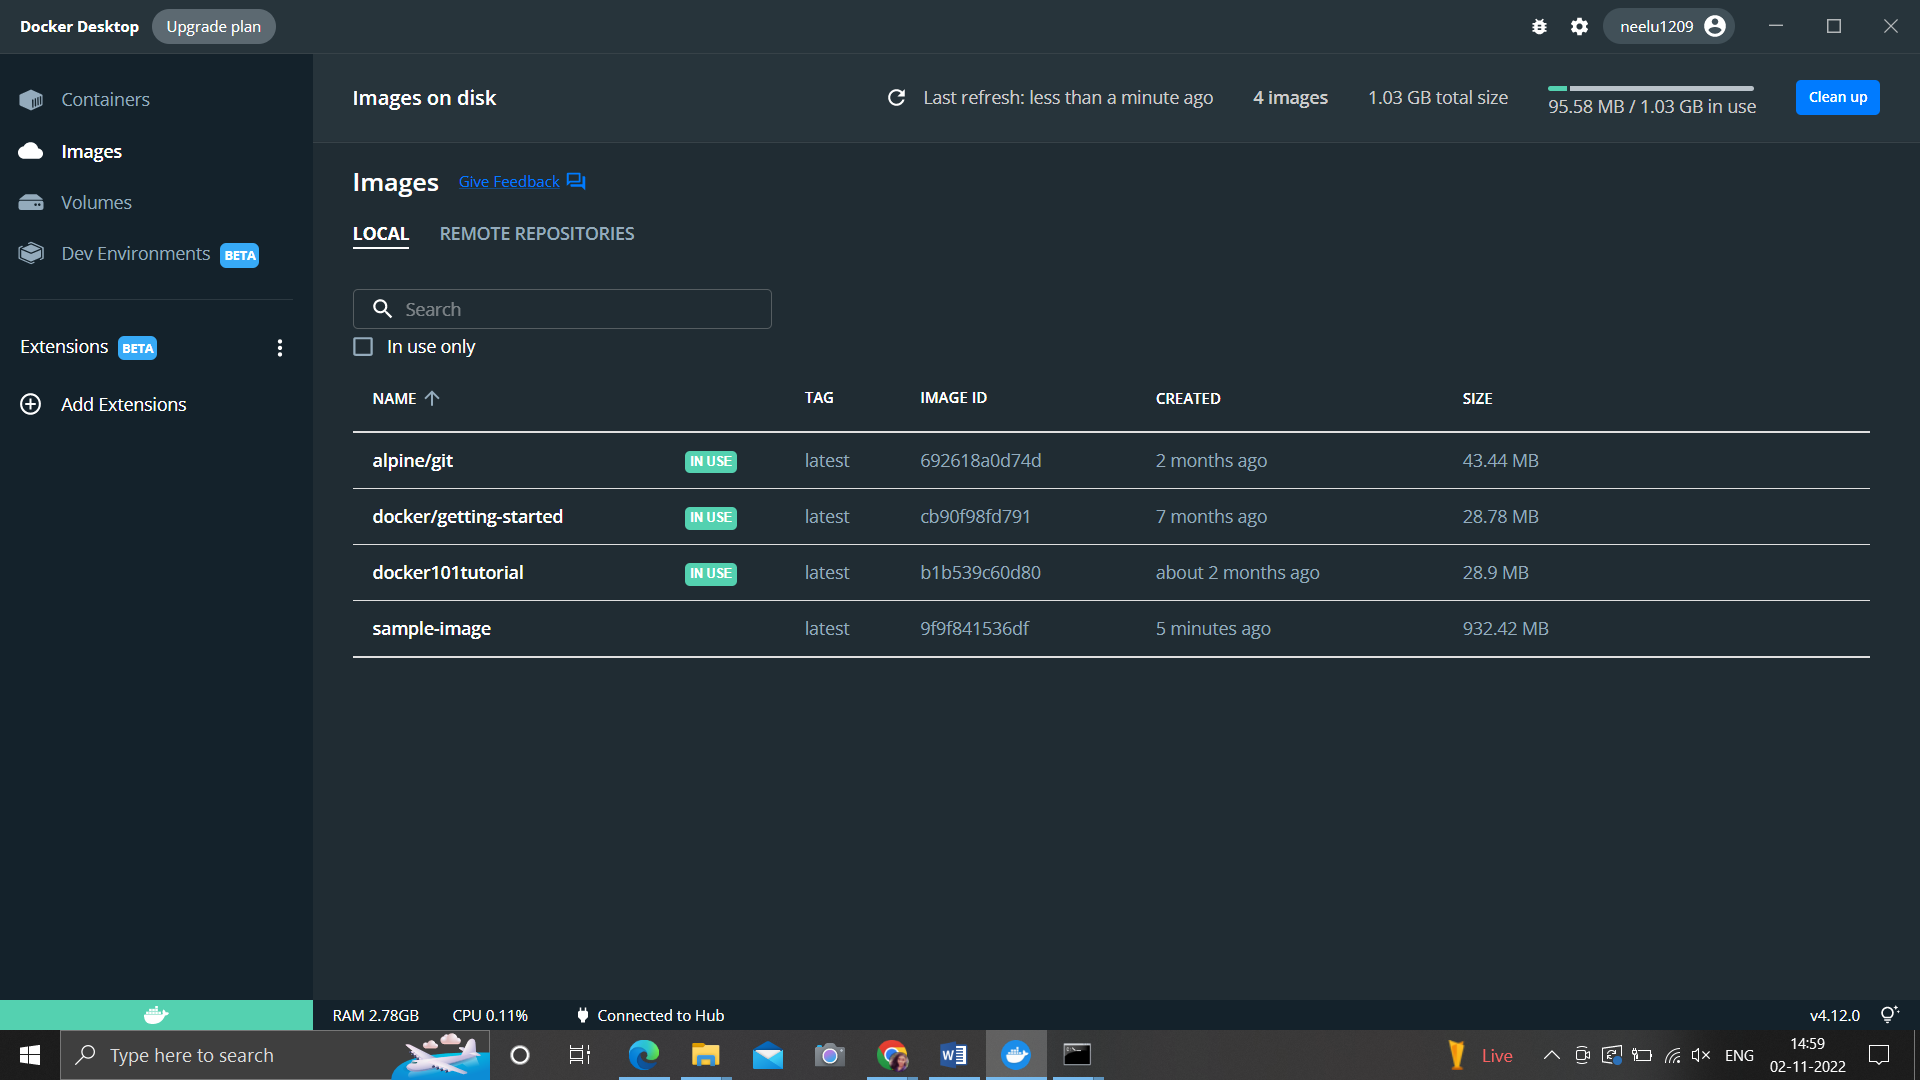 Docker Desktop Upgrade plan neelu1209
Containers
Images
Volumes
Dev Environments BETA
Extensions BETA
Add Extensions
Images on disk Last refresh: less than a minute ago 4 images 1.03 GB total size 95.58 MB / 1.03 GB in use Clean up
Images Give Feedback
LOCAL REMOTE REPOSITORIES
Search
In use only
NAME TAG IMAGE ID CREATED SIZE
alpine/git IN USE latest 692618a0d74d 2 months ago 43.44 MB
docker/getting-started IN USE latest cb90f98fd791 7 months ago 28.78 MB
docker101tutorial IN USE latest b1b539c60d80 about 2 months ago 28.9 MB
sample-image latest 9f9f841536df 5 minutes ago 932.42 MB
RAM 2.78GB CPU 0.11% Connected to Hub v4.12.0
Type here to search Live ENG 14:59
02-11-2022